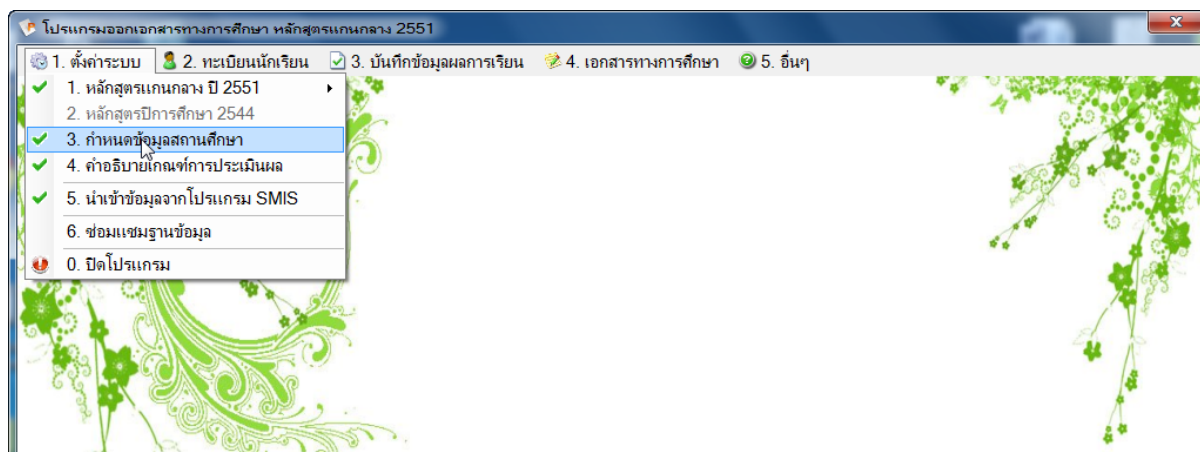 โปรแกรมออกเอกสารทางการศึกษา หลักสูตรแกนกลาง 2551
1. ตั้งค่าระบบ 2. ทะเบียนนักเรียน 3. บันทึกข้อมูลผลการเรียน 4. เอกสารทางการศึกษา 5. อื่นๆ
1. หลักสูตรแกนกลาง ปี 2551
2. หลักสูตรปีการศึกษา 2544
3. กำหนดข้อมูลสถานศึกษา
4. คำอธิบายเกณฑ์การประเมินผล
5. นำเข้าข้อมูลจากโปรแกรม SMIS
6. ซ่อมแซมฐานข้อมูล
0. ปิดโปรแกรม